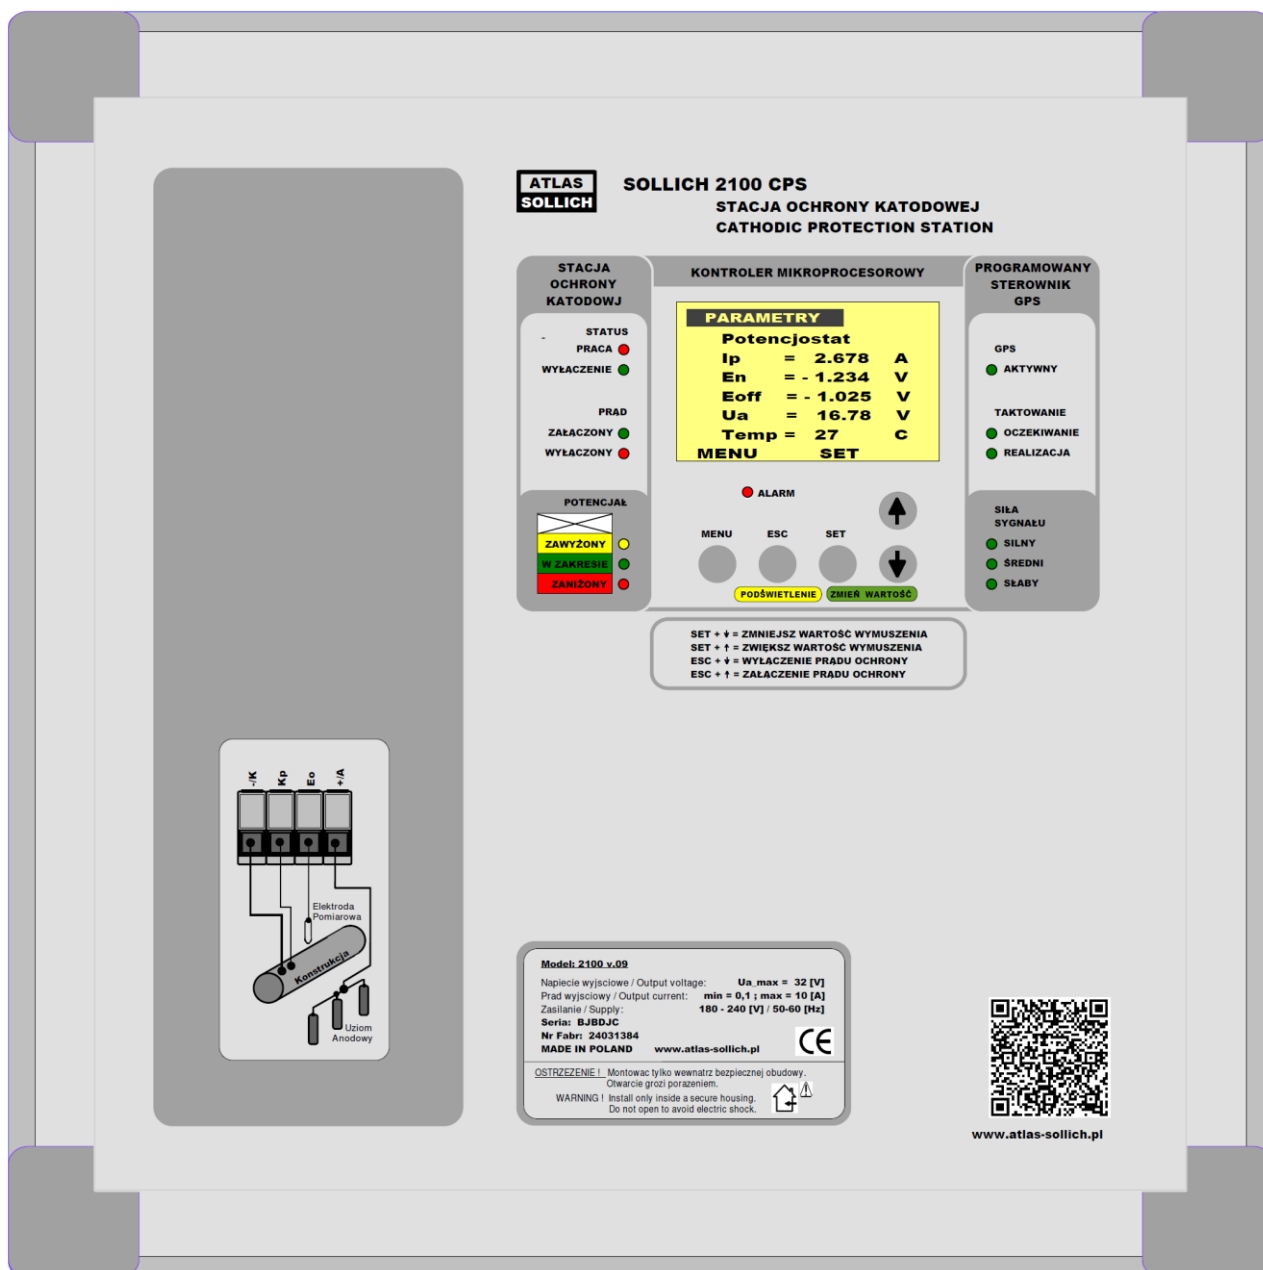 ATLAS
SOLLICH
SOLLICH 2100 CPS
STACJA OCHRONY KATODOWEJ
CATHODIC PROTECTION STATION
STACJA
OCHRONY
KATODOWJ
KONTROLER MIKROPROCESOROWY
PROGRAMOWANY
STEROWNIK
GPS
STATUS
-
PRACA
WYŁĄCZENIE
PRĄD
ZAŁĄCZONY
WYŁĄCZONY
POTENCJAŁ
ZAWYŻONY
W ZAKRESIE
ZANIŻONY
PARAMETRY
Potencjostat
Ip = 2.678 A
En = - 1.234 V
Eoff = - 1.025 V
Ua = 16.78 V
Temp = 27 C
MENU SET
ALARM
MENU ESC SET
PODŚWIETLENIE ZMIEŃ WARTOŚĆ
GPS
AKTYWNY
TAKTOWANIE
OCZEKIWANIE
REALIZACJA
SIŁA
SYGNAŁU
SILNY
ŚREDNI
SŁABY
SET + ↓ = ZMNIEJSZ WARTOŚĆ WYMUSZENIA
SET + ↑ = ZWIĘKSZ WARTOŚĆ WYMUSZENIA
ESC + ↓ = WYŁĄCZENIE PRĄDU OCHRONY
ESC + ↑ = ZAŁĄCZENIE PRĄDU OCHRONY
-/K Kp Eo +/A
Elektroda
Pomiarowa
Konstrukcja
Uziom
Anodowy
Model: 2100 v.09
Napiecie wyjsciowe / Output voltage: Ua_max = 32 [V]
Prad wyjsciowy / Output current: min = 0,1 ; max = 10 [A]
Zasilanie / Supply: 180 - 240 [V] / 50-60 [Hz]
Seria: BJBDJC
Nr Fabr: 24031384
MADE IN POLAND www.atlas-sollich.pl
CE
OSTRZEZENIE ! Montowac tylko wewnatrz bezpiecznej obudowy.
Otwarcie grozi porazeniem.
WARNING ! Install only inside a secure housing.
Do not open to avoid electric shock.
www.atlas-sollich.pl